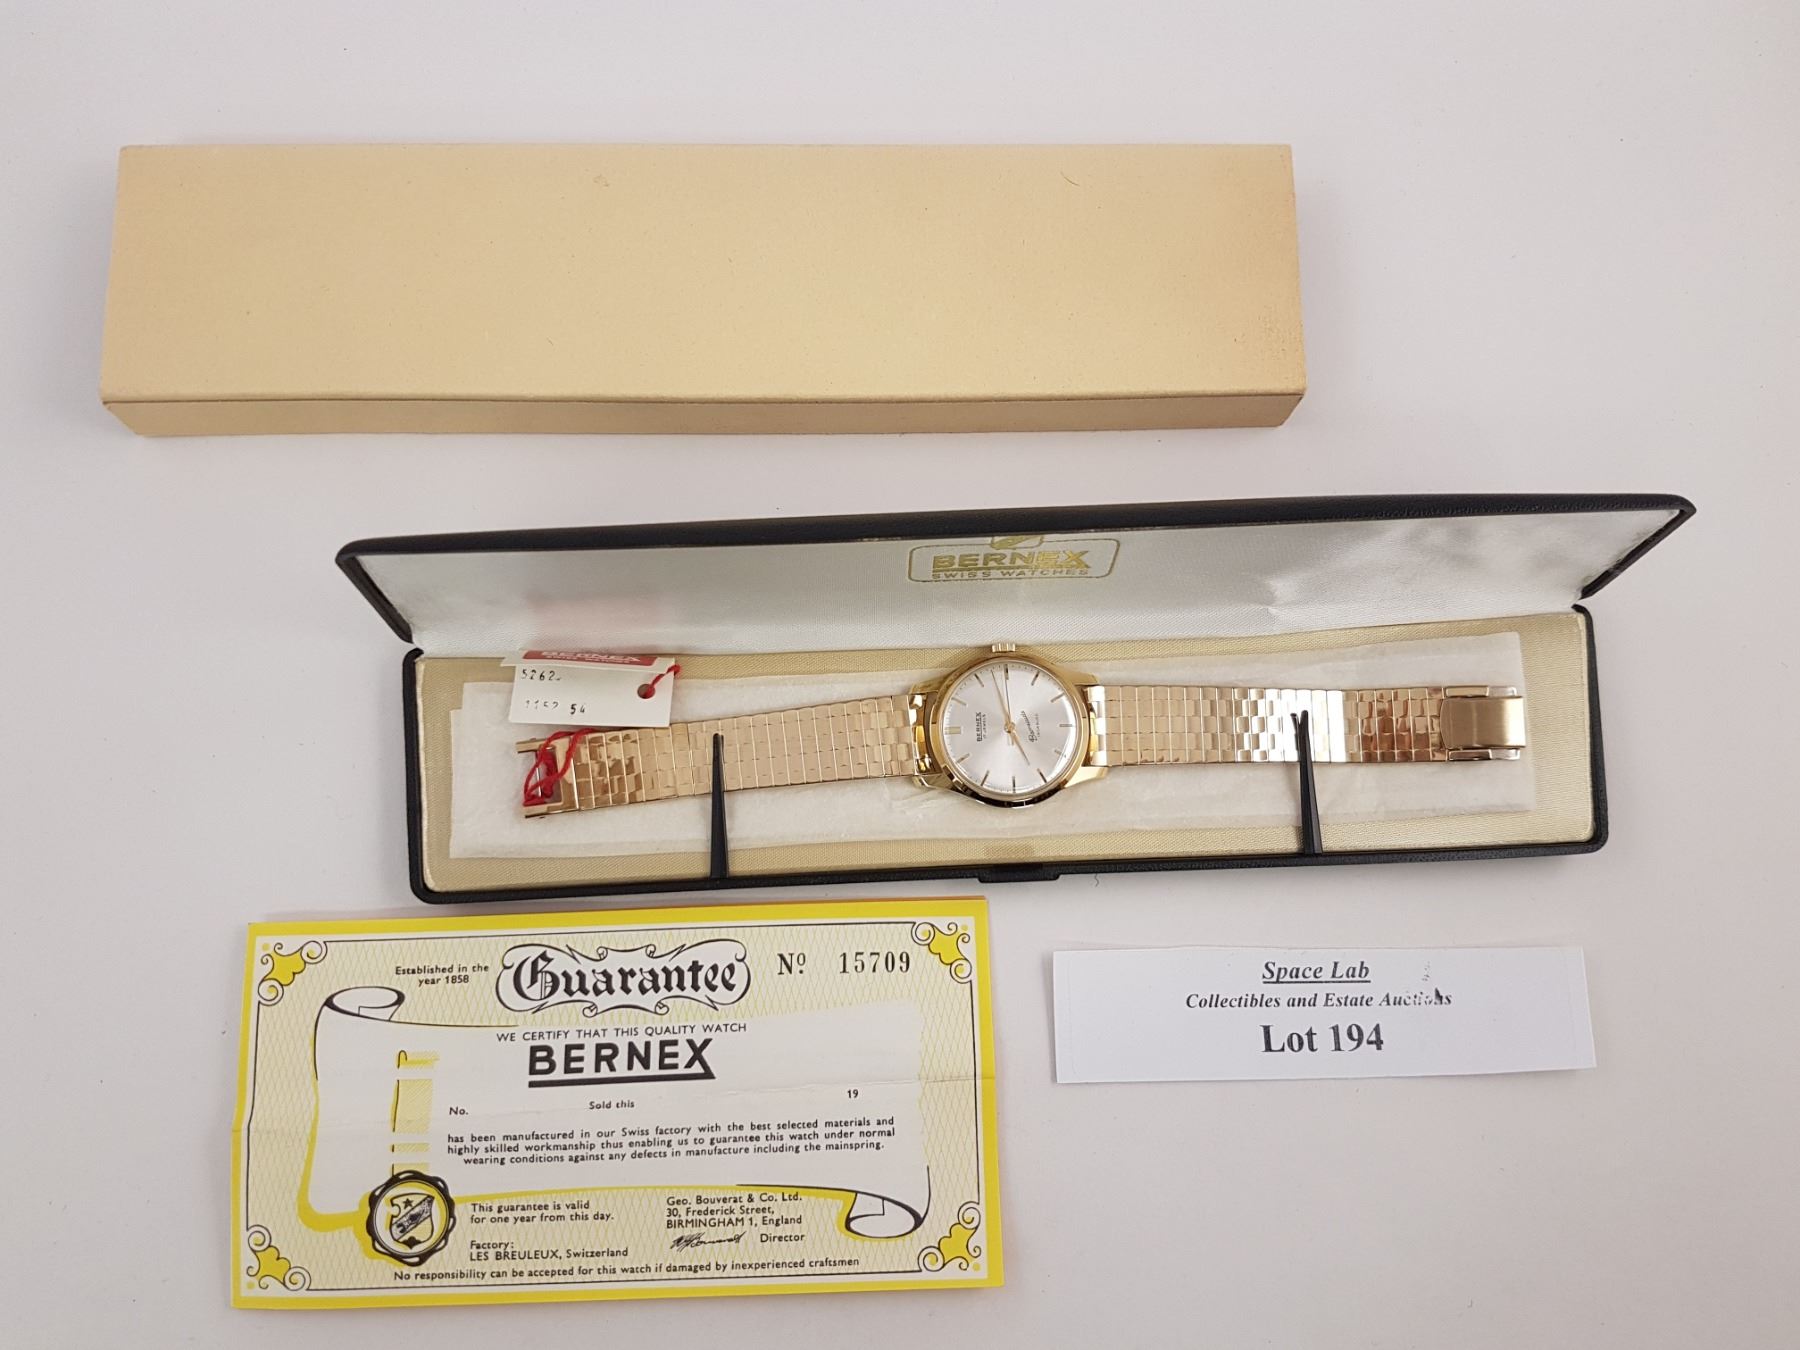 BERNEX
SWISS WATCHES
BERNEX
BERNEX
17 JEWELS
INCABLOC
54
Established in the
year 1858
Guarantee
Nº. 15709
WE CERTIFY THAT THIS QUALITY WATCH
BERNEX
No. Sold this 19
has been manufactured in our Swiss factory with the best selected materials and
highly skilled workmanship thus enabling us to guarantee this watch under normal
wearing conditions against any defects in manufacture including the mainspring.
This guarantee is valid
for one year from this day.
Factory:
LES BREULEUX, Switzerland
Geo. Bouverat & Co. Ltd.
30, Frederick Street,
BIRMINGHAM 1, England
Director
No responsibility can be accepted for this watch if damaged by inexperienced craftsmen
Space Lab
Collectibles and Estate Auctions
Lot 194